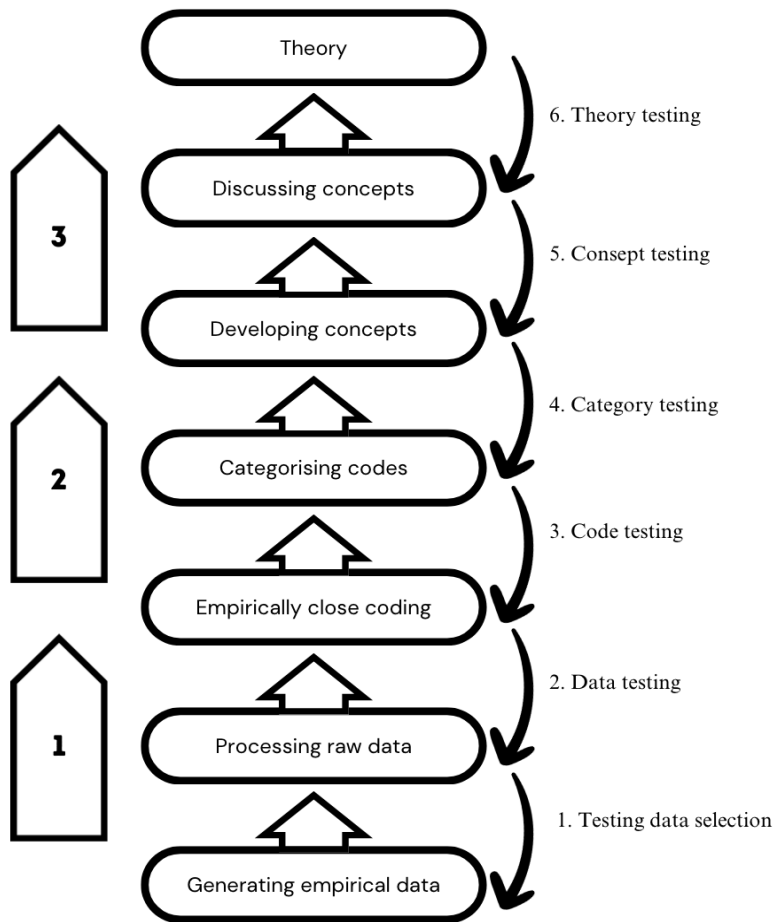 Theory
6. Theory testing
Discussing concepts
3
5. Consept testing
Developing concepts
4. Category testing
Categorising codes
2
3. Code testing
Empirically close coding
2. Data testing
Processing raw data
1
1. Testing data selection
Generating empirical data